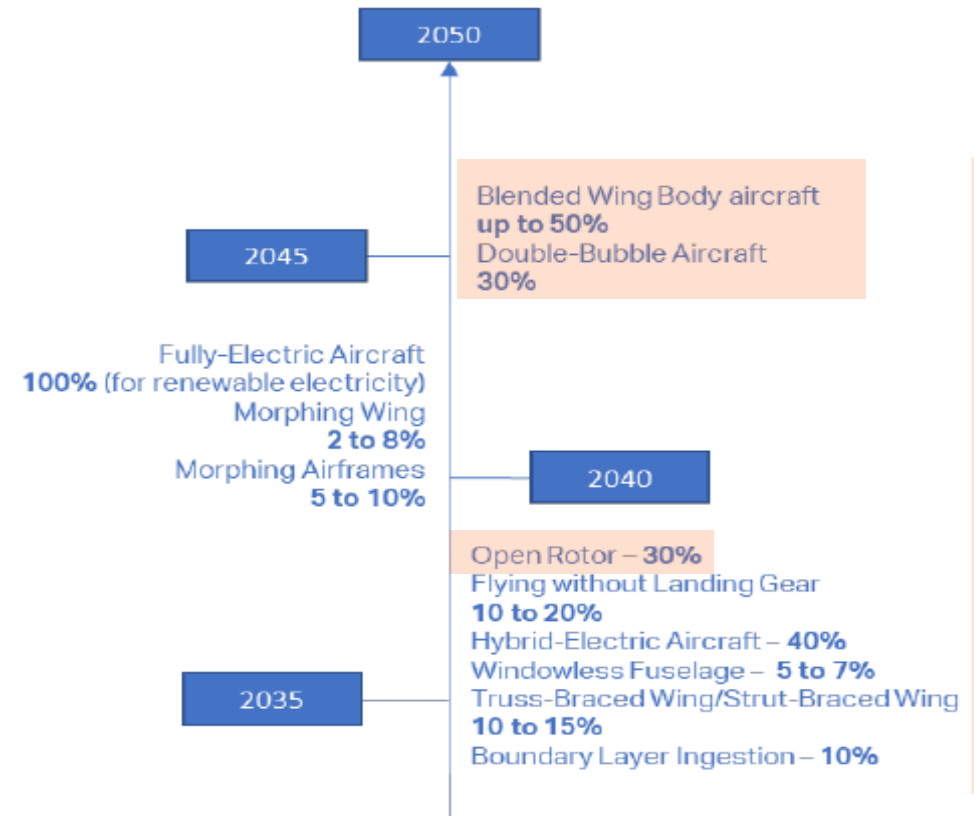 2050
Blended Wing Body aircraft
up to 50%
Double-Bubble Aircraft
30%
2045
Fully-Electric Aircraft
100% (for renewable electricity)
Morphing Wing
2 to 8%
Morphing Airframes
5 to 10%
2040
Open Rotor – 30%
Flying without Landing Gear
10 to 20%
Hybrid-Electric Aircraft – 40%
Windowless Fuselage – 5 to 7%
Truss-Braced Wing/Strut-Braced Wing
10 to 15%
Boundary Layer Ingestion – 10%
2035